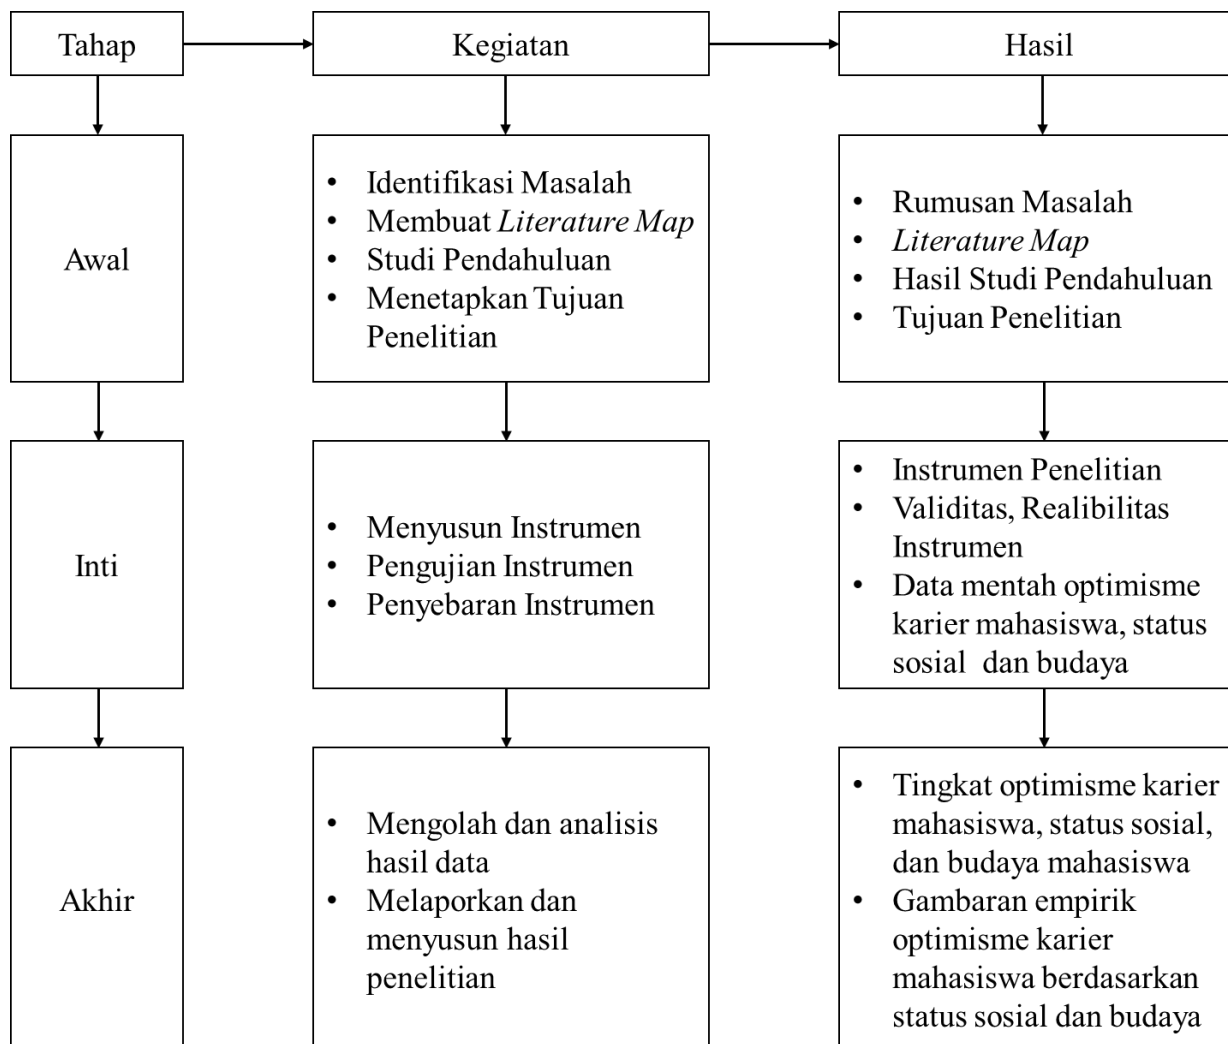 Tahap
Kegiatan
Hasil
Awal
• Identifikasi Masalah
• Membuat Literature Map
• Studi Pendahuluan
• Menetapkan Tujuan
Penelitian
• Rumusan Masalah
• Literature Map
• Hasil Studi Pendahuluan
• Tujuan Penelitian
Inti
• Menyusun Instrumen
• Pengujian Instrumen
• Penyebaran Instrumen
• Instrumen Penelitian
• Validitas, Realibilitas
Instrumen
• Data mentah optimisme
karier mahasiswa, status
sosial dan budaya
Akhir
• Mengolah dan analisis
hasil data
• Melaporkan dan
menyusun hasil
penelitian
• Tingkat optimisme karier
mahasiswa, status sosial,
dan budaya mahasiswa
• Gambaran empirik
optimisme karier
mahasiswa berdasarkan
status sosial dan budaya